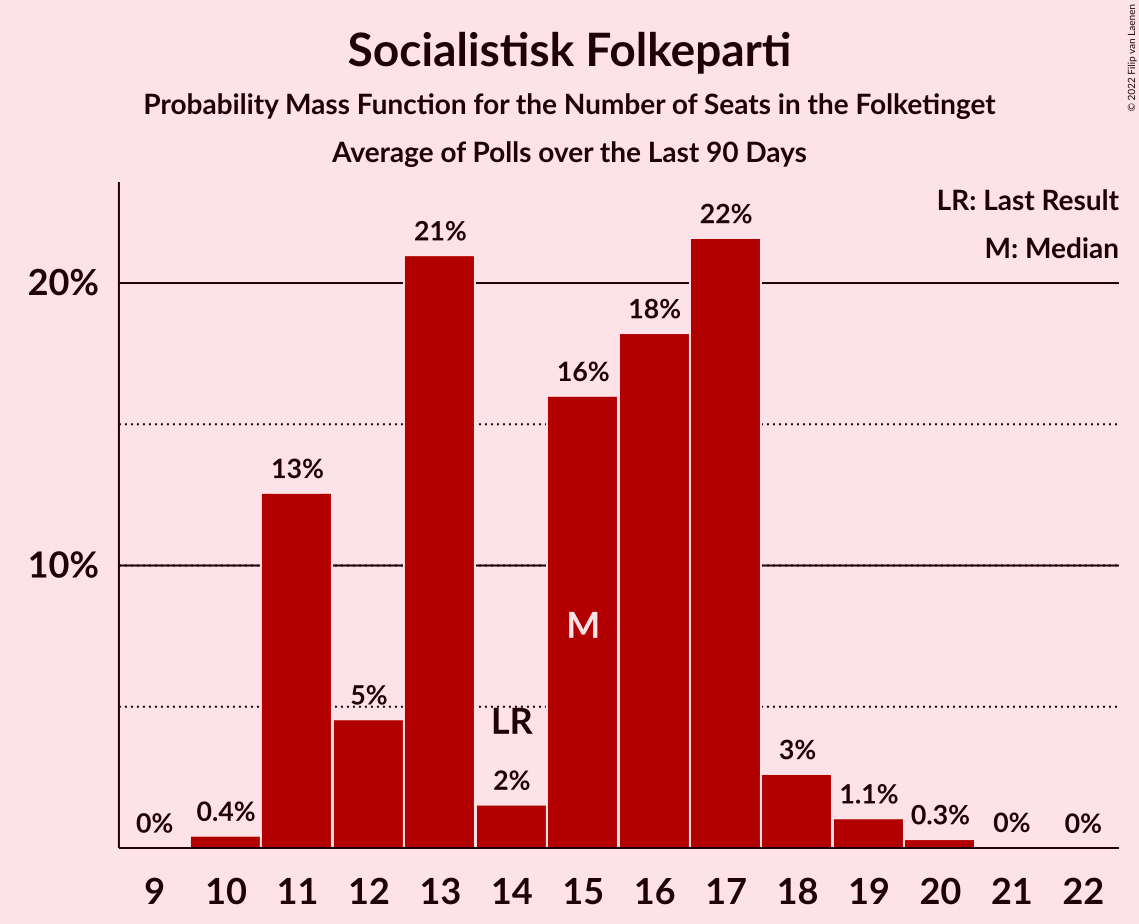 Socialistisk Folkeparti
Probability Mass Function for the Number of Seats in the Folketinget
Average of Polls over the Last 90 Days
© 2022 Filip van Laenen
LR: Last Result
M: Median
20%
10%
0%
0.4%
13%
5%
21%
2%
16%
18%
22%
3%
1.1%
0.3%
0%
0%
LR
M
9 10 11 12 13 14 15 16 17 18 19 20 21 22